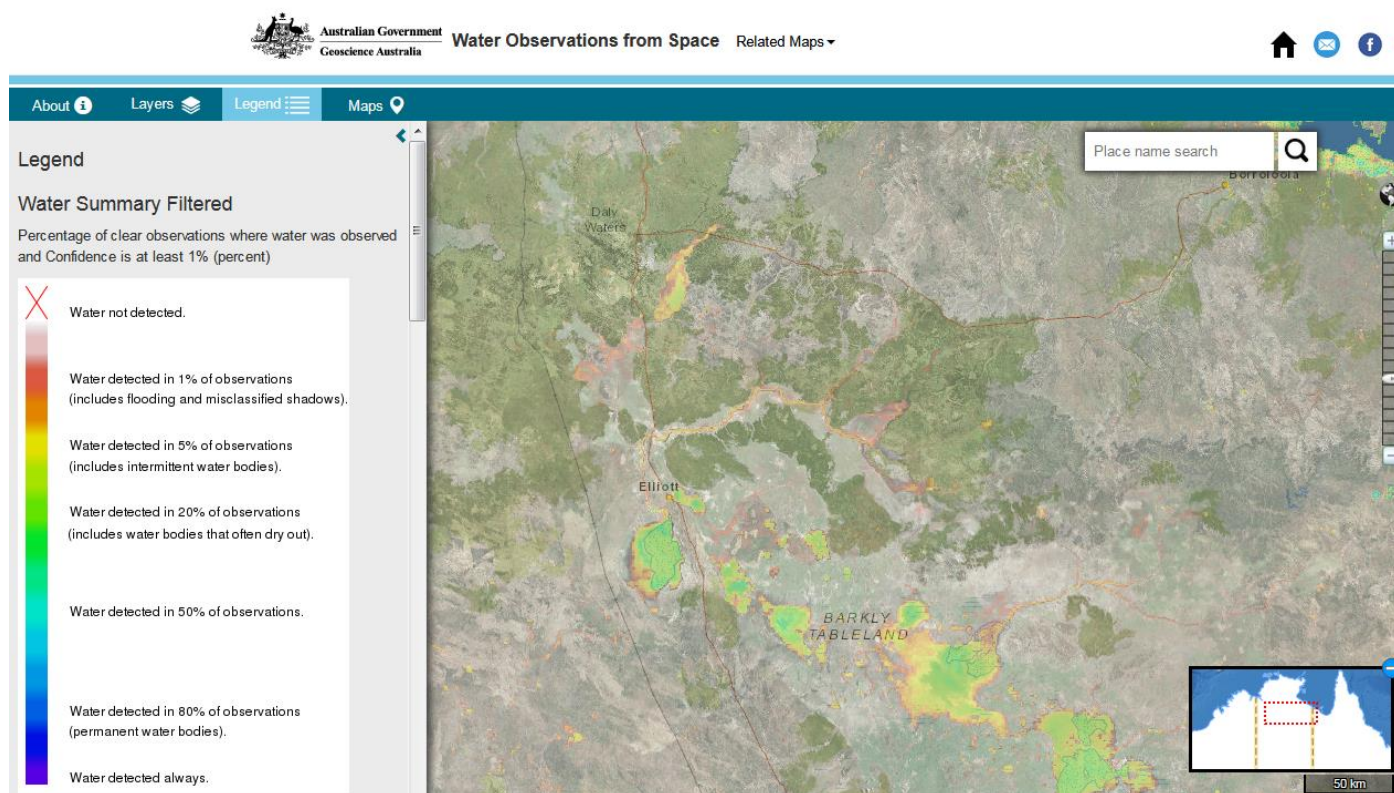 Australian Government
Geoscience Australia
Water Observations from Space
Related Maps
About
Layers
Legend
Maps
Legend
Water Summary Filtered
Percentage of clear observations where water was observed
and Confidence is at least 1% (percent)
Water not detected.
Water detected in 1% of observations
(includes flooding and misclassified shadows).
Water detected in 5% of observations
(includes intermittent water bodies).
Water detected in 20% of observations
(includes water bodies that often dry out).
Water detected in 50% of observations.
Water detected in 80% of observations
(permanent water bodies).
Water detected always.
Place name search
Borroloola
Daly
Waters
Elliott
BARKLY
TABLELAND
50 km